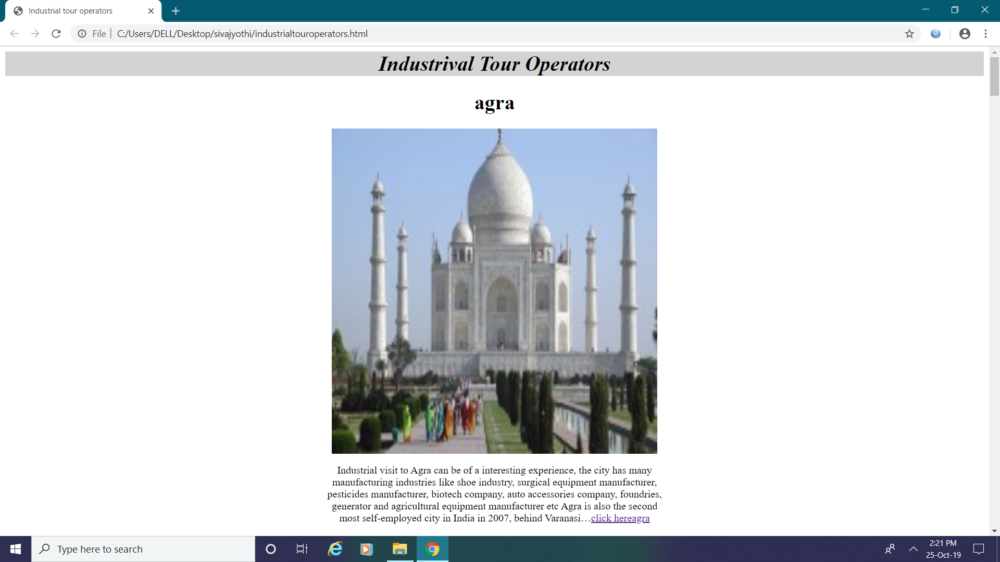 Industrial tour operators
File
C:/Users/DELL/Desktop/sivajyothi/industrialtouroperators.html
Industrival Tour Operators
agra
Industrial visit to Agra can be of a interesting experience, the city has many
manufacturing industries like shoe industry, surgical equipment manufacturer,
pesticides manufacturer, biotech company, auto accessories company, foundries,
generator and agricultural equipment manufacturer etc Agra is also the second
most self-employed city in India in 2007, behind Varanasi…click hereagra
Type here to search
2:21 PM
25-Oct-19